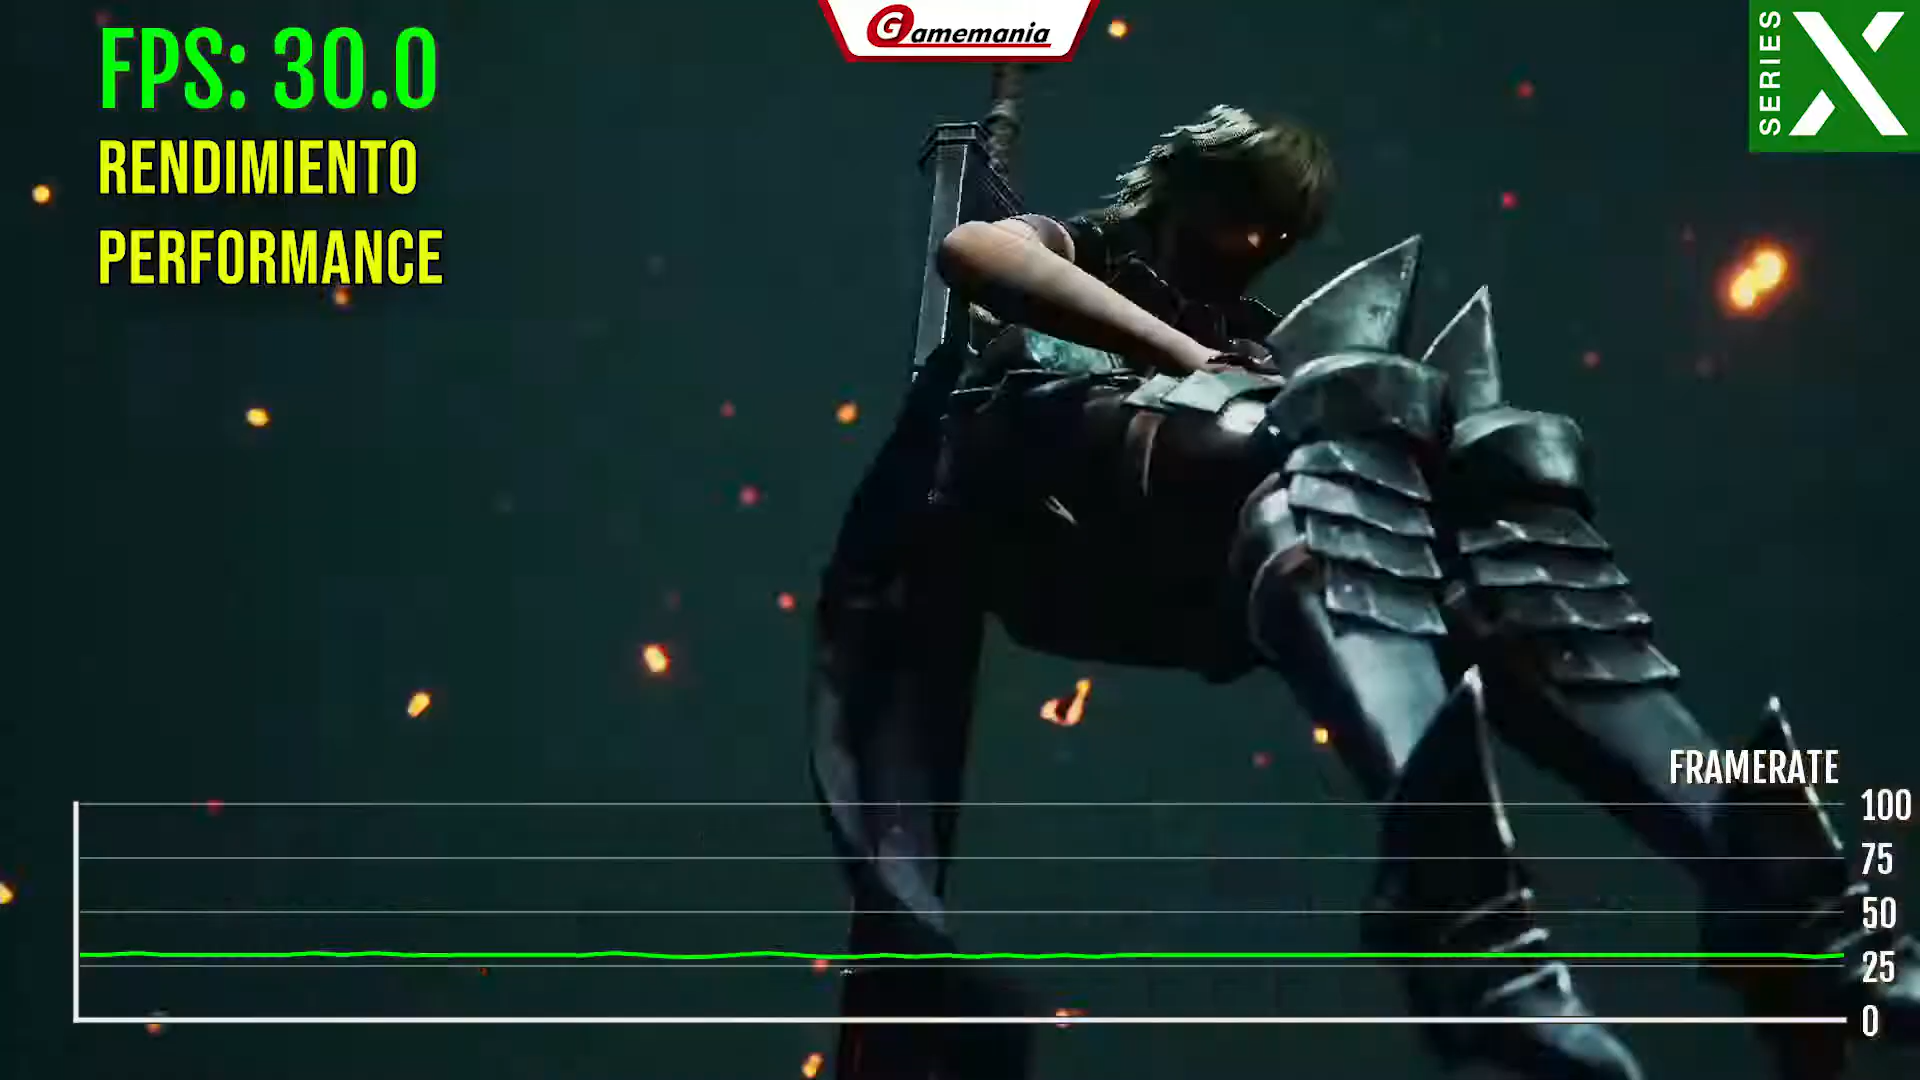 FPS: 30.0
RENDIMIENTO
PERFORMANCE
Gamemania
SERIES X
FRAMERATE
100
75
50
25
0